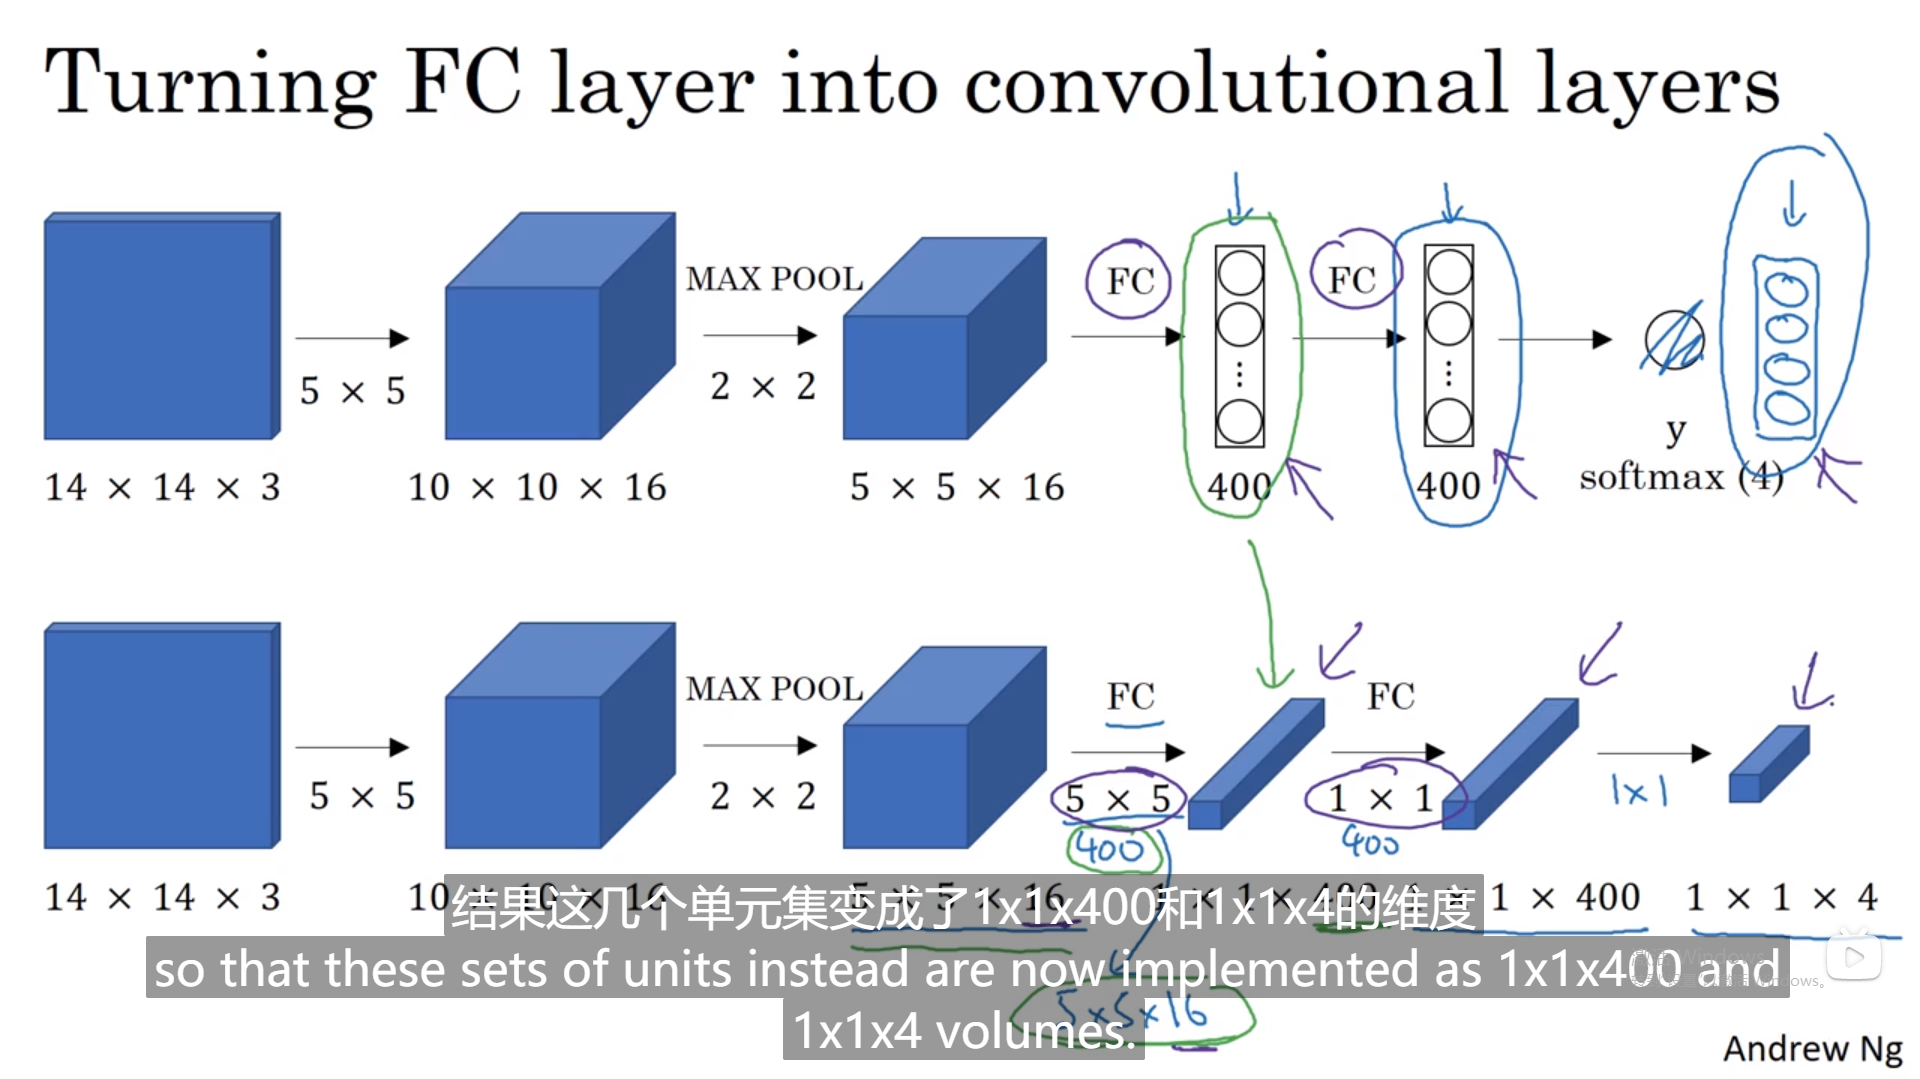 Turning FC layer into convolutional layers
MAX POOL
FC
FC
5 × 5
2 × 2
y
14 × 14 × 3
10 × 10 × 16
5 × 5 × 16
400
400
softmax (4)
MAX POOL
FC
FC
5 × 5
2 × 2
5 × 5
1 × 1
1x1
400
400
14 × 14 × 3
10 × 10 × 16
5 × 5 × 16
1 × 1 × 400
1 × 1 × 400
1 × 1 × 4
结果这几个单元集变成了1x1x400和1x1x4的维度
so that these sets of units instead are now implemented as 1x1x400 and
1x1x4 volumes.
5x5x16
Andrew Ng